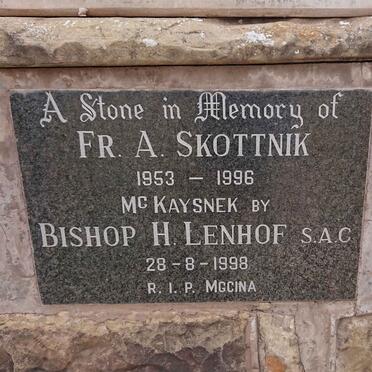 A Stone in Memory of
FR. A. SKOTTNIK
1953 – 1996
McKAYSNEK BY
BISHOP H. LENHOF S.A.C
28-8-1998
R. I. P. MGCINA